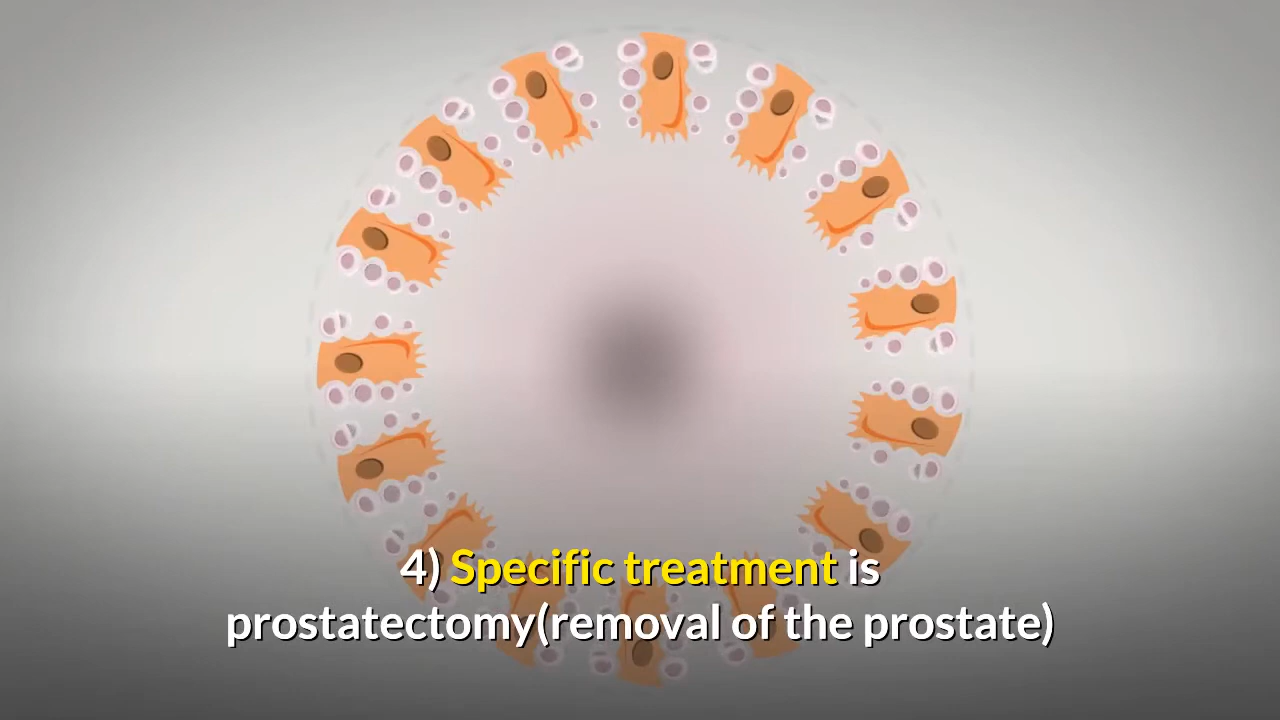 4) Specific treatment is
prostatectomy(removal of the prostate)